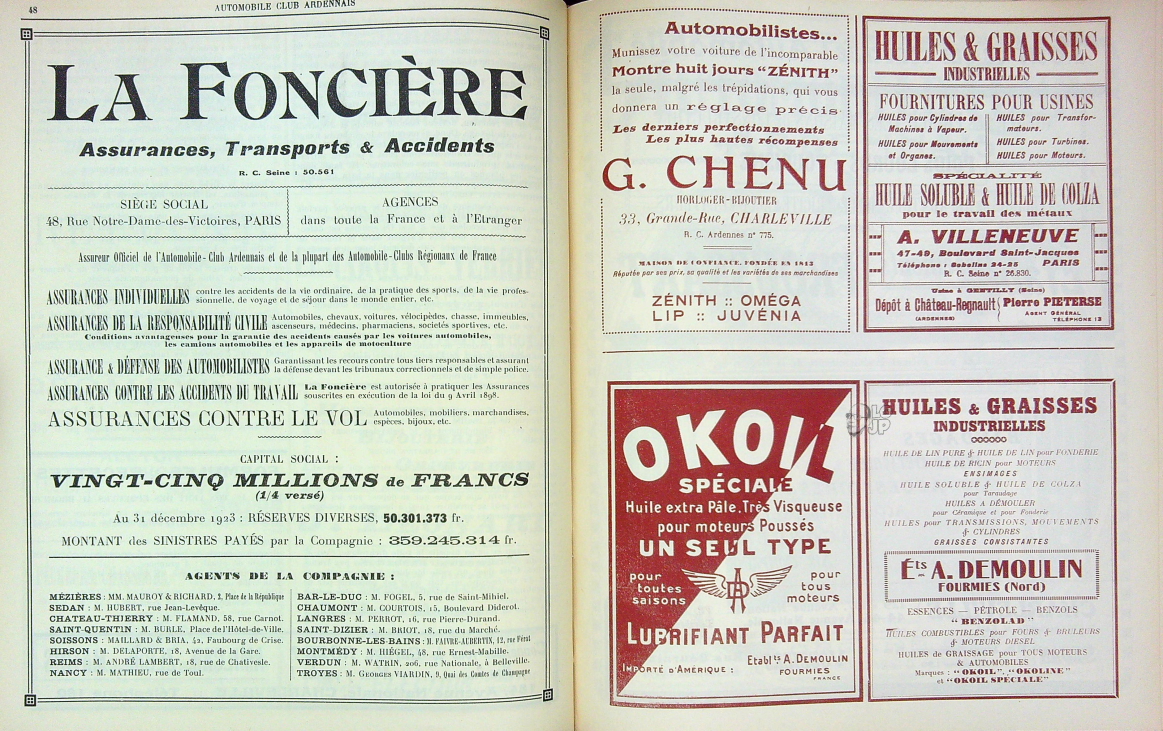 48
AUTOMOBILE CLUB ARDENNAIS
LA FONCIÈRE
Assurances, Transports & Accidents
R. C. Seine : 50.561
SIÈGE SOCIAL
48, Rue Notre-Dame-des-Victoires, PARIS
AGENCES
dans toute la France et à l'Etranger
Assureur Officiel de l'Automobile-Club Ardennais et de la plupart des Automobile-Clubs Régionaux de France
ASSURANCES INDIVIDUELLES contre les accidents de la vie ordinaire, de la pratique des sports, de la vie profes-
sionnelle, de voyage et de séjour dans le monde entier, etc.
ASSURANCES DE LA RESPONSABILITÉ CIVILE Automobiles, chevaux, voitures, vélocipèdes, chasse, immeubles,
ascenseurs, médecins, pharmaciens, sociétés sportives, etc.
Conditions avantageuses pour la garantie des accidents causés par les voitures automobiles,
les camions automobiles et les appareils de motoculture
ASSURANCE & DÉFENSE DES AUTOMOBILISTES Garantissant les recours contre tous tiers responsables et assurant
la défense devant les tribunaux correctionnels et de simple police.
ASSURANCES CONTRE LES ACCIDENTS DU TRAVAIL La Foncière est autorisée à pratiquer les Assurances
souscrites en exécution de la loi du 9 Avril 1898.
ASSURANCES CONTRE LE VOL Automobiles, mobiliers, marchandises,
espèces, bijoux, etc.
CAPITAL SOCIAL :
VINGT-CINQ MILLIONS de FRANCS
(1/4 versé)
Au 31 décembre 1923 : RÉSERVES DIVERSES, 50.301.373 fr.
MONTANT des SINISTRES PAYÉS par la Compagnie : 359.245.314 fr.
AGENTS DE LA COMPAGNIE :
MÉZIÈRES : MM. MAUROY & RICHARD, 2, Place de la République
SEDAN : M. HUBERT, rue Jean-Levêque.
CHATEAU-THIERRY : M. FLAMAND, 58, rue Carnot.
SAINT-QUENTIN : M. BURLE, Place de l'Hôtel-de-Ville.
SOISSONS : MAILLARD & BRIA, 53, Faubourg de Crise.
HIRSON : M. DELAPORTE, 18, Avenue de la Gare.
REIMS : M. ANDRÉ LAMBERT, 18, rue de Chativesle.
NANCY : M. MATHIEU, rue de Toul.
BAR-LE-DUC : M. FOGEL, 5, rue de Saint-Mihiel.
CHAUMONT : M. COURTOIS, 15, Boulevard Diderot.
LANGRES : M. PERROT, 16, rue Pierre-Durand.
SAINT-DIZIER : M. BRIOT, 18, rue du Marché.
BOURBONNE-LES-BAINS : M. FAIVRE-AUBERTIN, 12, rue Férat
MONTMÉDY : M. HIÉGEL, 48, rue Ernest-Mabille.
VERDUN : M. WATRIN, 206, rue Nationale, à Belleville.
TROYES : M. GEORGES VIARDIN, 9, Quai des Comtes de Champagne
Automobilistes...
Munissez votre voiture de l'incomparable
Montre huit jours "ZÉNITH"
la seule, malgré les trépidations, qui vous
donnera un réglage précis
Les derniers perfectionnements
Les plus hautes récompenses
G. CHENU
HORLOGER-BIJOUTIER
33, Grande-Rue, CHARLEVILLE
R. C. Ardennes nº 775.
MAISON DE CONFIANCE, FONDÉE EN 1813
Réputée par ses prix, sa qualité et les variétés de ses marchandises
ZÉNITH :: OMÉGA
LIP :: JUVÉNIA
HUILES & GRAISSES
INDUSTRIELLES
FOURNITURES POUR USINES
HUILES pour Cylindres de
Machines à Vapeur.
HUILES pour Mouvements
et Organes.
HUILES pour Transfor-
mateurs.
HUILES pour Turbines.
HUILES pour Moteurs.
SPÉCIALITÉ
HUILE SOLUBLE & HUILE DE COLZA
pour le travail des métaux
A. VILLENEUVE
47-49, Boulevard Saint-Jacques
Téléphone : Gobelins 24-25 PARIS
R. C. Seine nº 26.830.
Usine à GENTILLY (Seine)
Dépôt à Château-Regnault
(ARDENNES)
Pierre PIETERSE
AGENT GÉNÉRAL
TÉLÉPHONE 13
OKOIL
SPÉCIALE
Huile extra Pâle, Très Visqueuse
pour moteurs Poussés
UN SEUL TYPE
pour
toutes
saisons
pour
tous
moteurs
LUBRIFIANT PARFAIT
IMPORTÉ D'AMÉRIQUE :
Etabl.ts A. DEMOULIN
FOURMIES
FRANCE
HUILES & GRAISSES
INDUSTRIELLES
HUILE DE LIN PURE & HUILE DE LIN pour FONDERIE
HUILE DE RICIN pour MOTEURS
ENSIMAGES
HUILE SOLUBLE & HUILE DE COLZA
pour Taraudage
HUILES A DÉMOULER
pour Céramique et pour Fonderie
HUILES pour TRANSMISSIONS, MOUVEMENTS
& CYLINDRES
GRAISSES CONSISTANTES
Éts A. DEMOULIN
FOURMIES (Nord)
ESSENCES — PÉTROLE — BENZOLS
"BENZOLAD"
HUILES COMBUSTIBLES pour FOURS & BRULEURS
& MOTEURS DIESEL
HUILES de GRAISSAGE pour TOUS MOTEURS
& AUTOMOBILES
Marques : "OKOIL", "OKOLINE"
et "OKOIL SPÉCIALE"